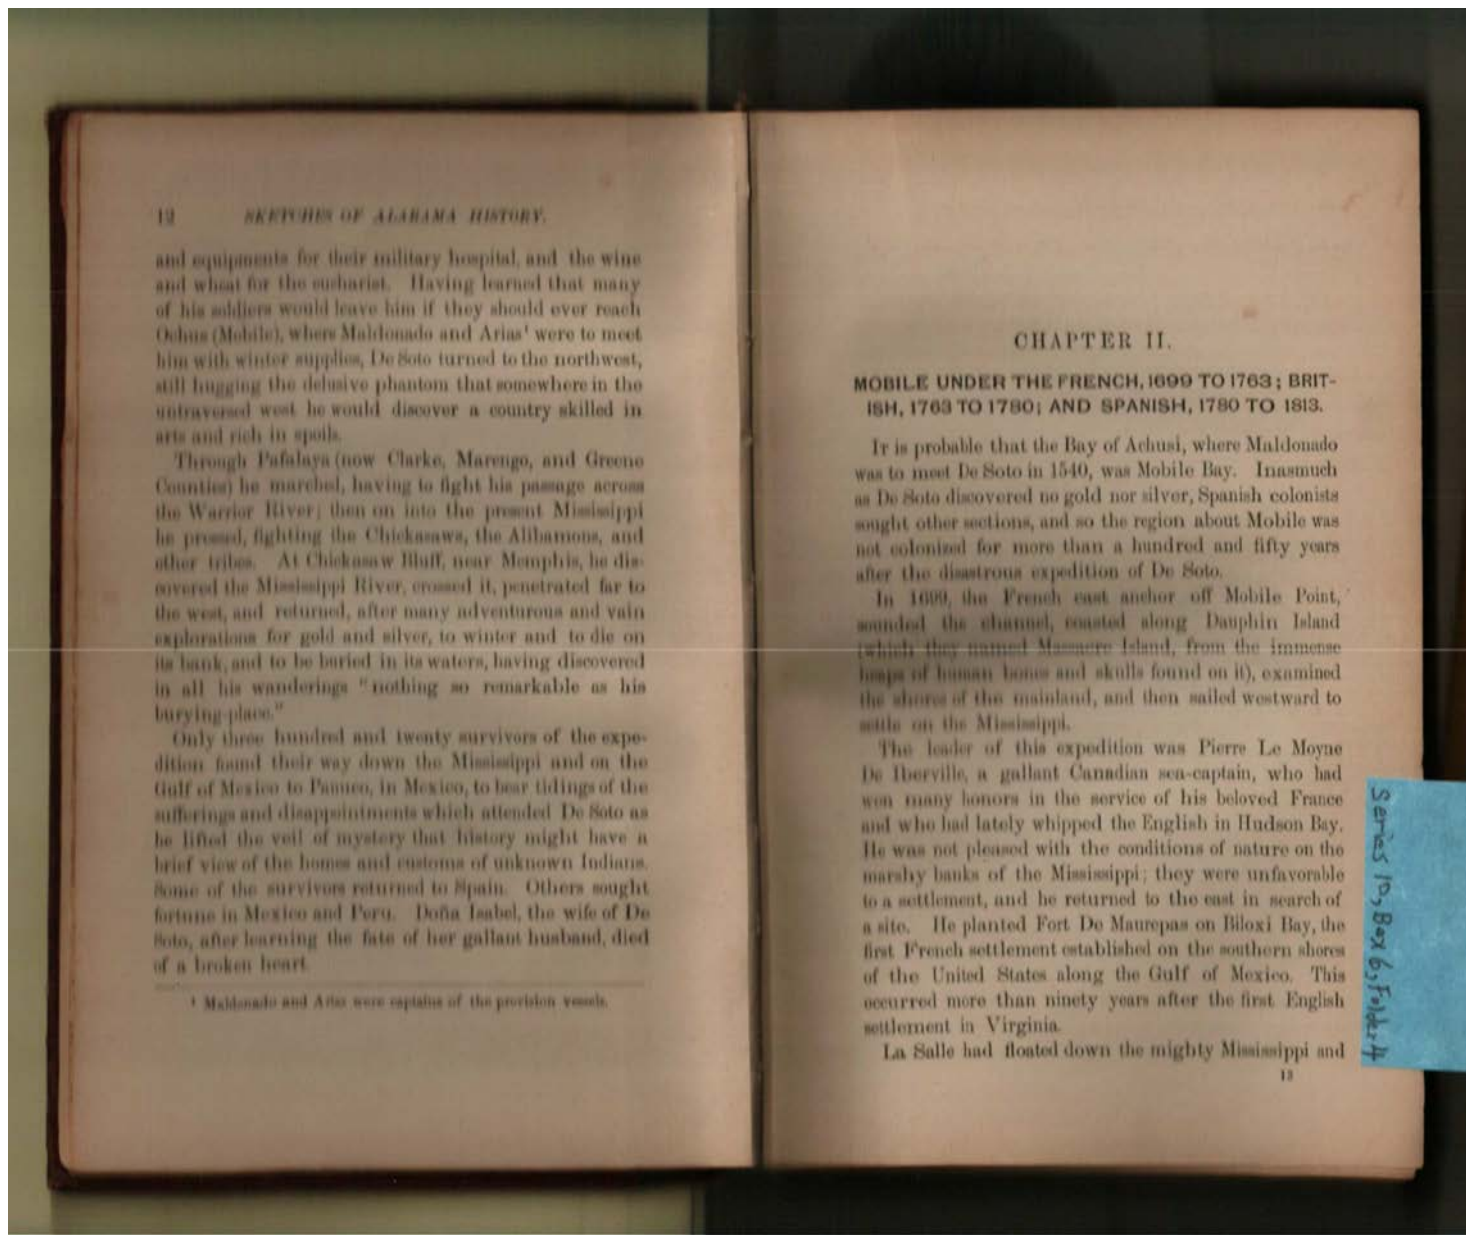 12 SKETCHES OF ALABAMA HISTORY.
and equipments for their military hospital, and the wine
and wheat for the eucharist. Having learned that many
of his soldiers would leave him if they should ever reach
Ochus (Mobile), where Maldonado and Arias¹ were to meet
him with winter supplies, De Soto turned to the northwest,
still hugging the delusive phantom that somewhere in the
untraversed west he would discover a country skilled in
arts and rich in spoils.
Through Pafalaya (now Clarke, Marengo, and Greene
Counties) he marched, having to fight his passage across
the Warrior River; then on into the present Mississippi
he pressed, fighting the Chickasaws, the Alibamons, and
other tribes. At Chickasaw Bluff, near Memphis, he dis-
covered the Mississippi River, crossed it, penetrated far to
the west, and returned, after many adventurous and vain
explorations for gold and silver, to winter and to die on
its bank, and to be buried in its waters, having discovered
in all his wanderings "nothing so remarkable as his
burying-place."
Only three hundred and twenty survivors of the expe-
dition found their way down the Mississippi and on the
Gulf of Mexico to Panuco, in Mexico, to bear tidings of the
sufferings and disappointments which attended De Soto as
he lifted the veil of mystery that history might have a
brief view of the homes and customs of unknown Indians.
Some of the survivors returned to Spain. Others sought
fortune in Mexico and Peru. Doña Isabel, the wife of De
Soto, after learning the fate of her gallant husband, died
of a broken heart.
¹ Maldonado and Arias were captains of the provision vessels.
CHAPTER II.
MOBILE UNDER THE FRENCH, 1699 TO 1763; BRIT-
ISH, 1763 TO 1780; AND SPANISH, 1780 TO 1813.
IT is probable that the Bay of Achusi, where Maldonado
was to meet De Soto in 1540, was Mobile Bay. Inasmuch
as De Soto discovered no gold nor silver, Spanish colonists
sought other sections, and so the region about Mobile was
not colonized for more than a hundred and fifty years
after the disastrous expedition of De Soto.
In 1699, the French cast anchor off Mobile Point,
sounded the channel, coasted along Dauphin Island
(which they named Massacre Island, from the immense
heaps of human bones and skulls found on it), examined
the shores of the mainland, and then sailed westward to
settle on the Mississippi.
The leader of this expedition was Pierre Le Moyne
De Iberville, a gallant Canadian sea-captain, who had
won many honors in the service of his beloved France
and who had lately whipped the English in Hudson Bay.
He was not pleased with the conditions of nature on the
marshy banks of the Mississippi; they were unfavorable
to a settlement, and he returned to the east in search of
a site. He planted Fort De Maurepas on Biloxi Bay, the
first French settlement established on the southern shores
of the United States along the Gulf of Mexico. This
occurred more than ninety years after the first English
settlement in Virginia.
La Salle had floated down the mighty Mississippi and
13
Series 10, Box 6, Folder 4